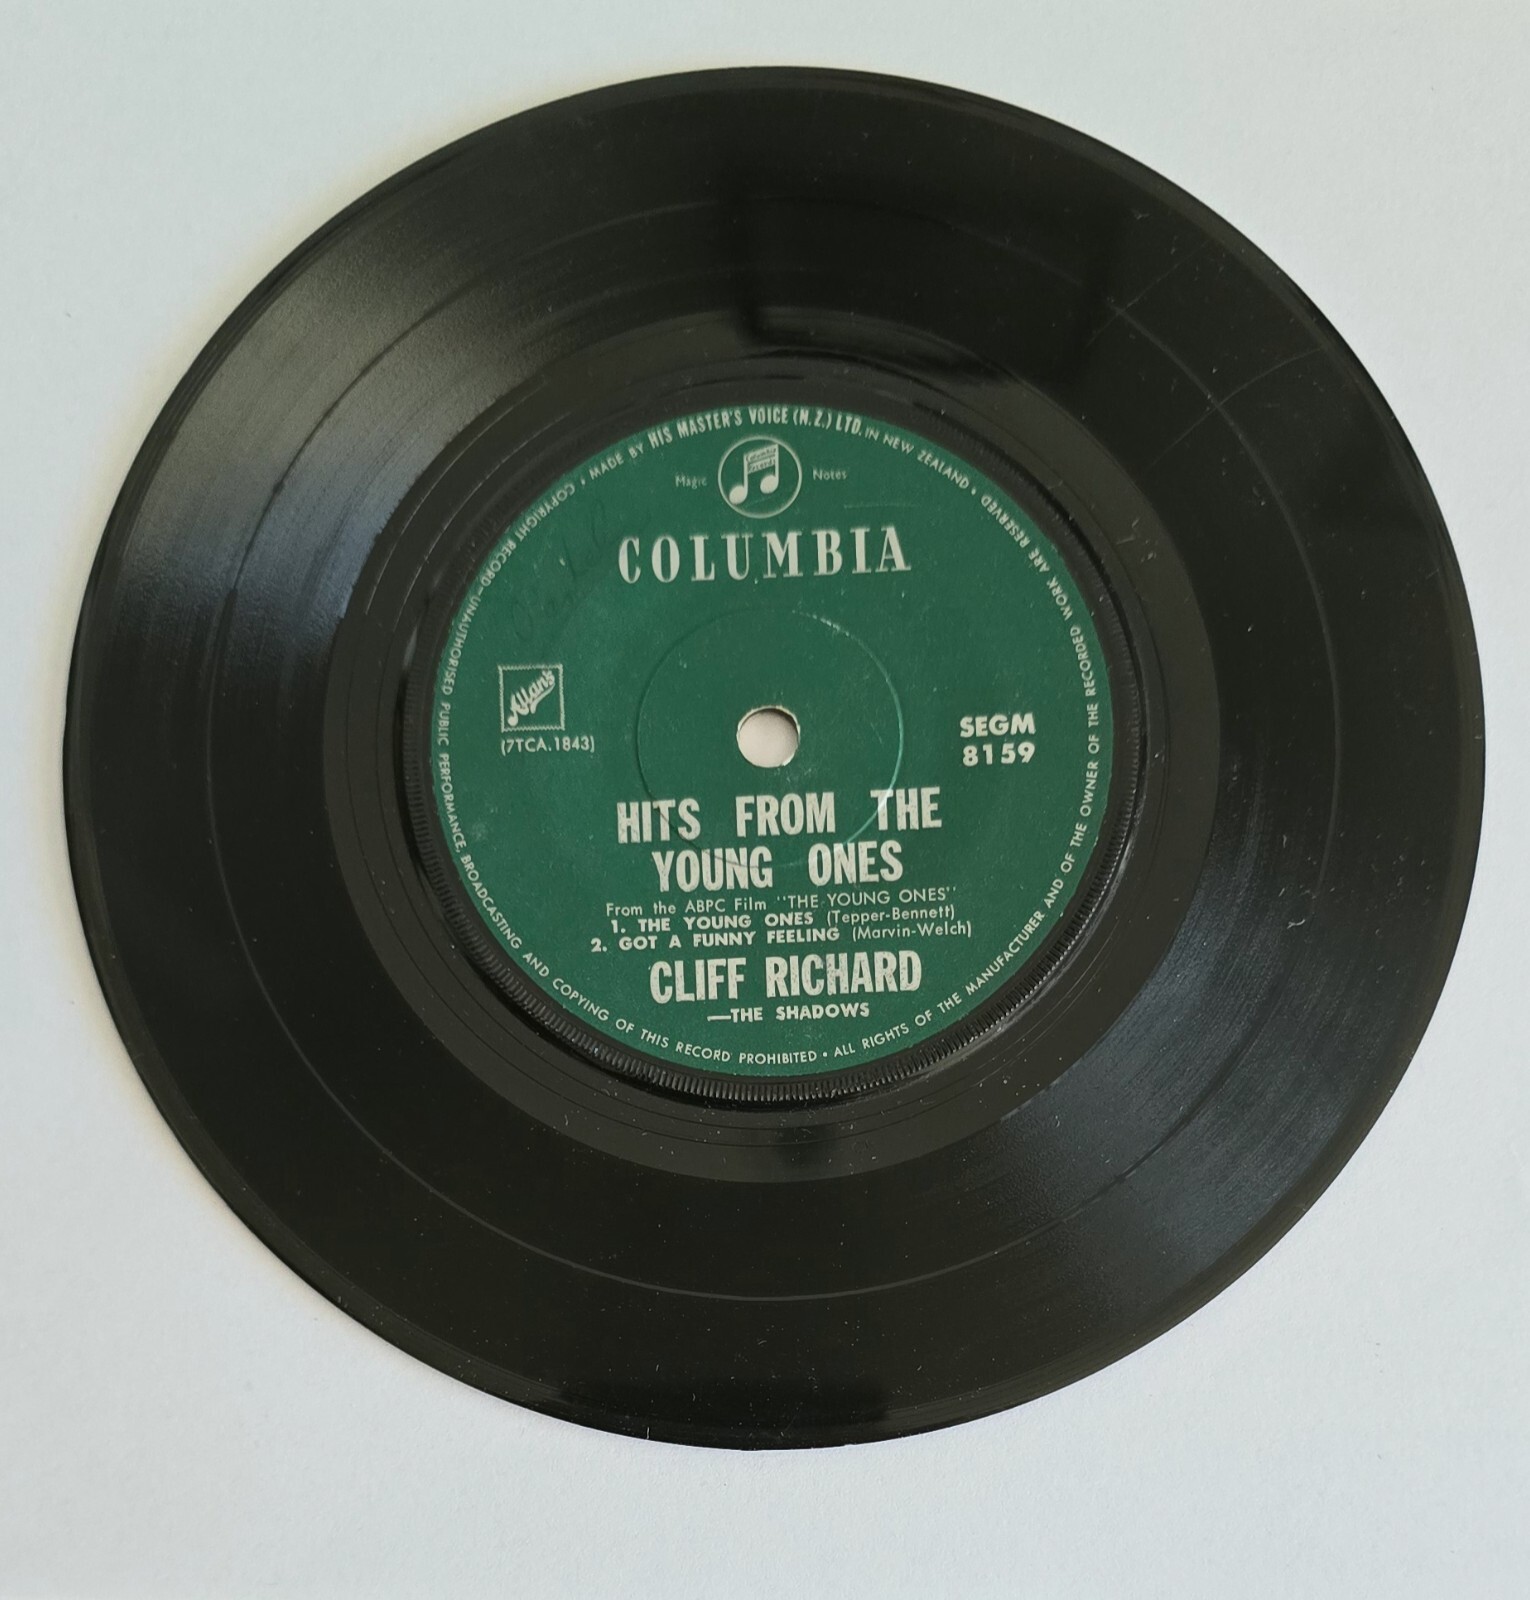 MADE BY HIS MASTER'S VOICE (N.Z.) LTD. IN NEW ZEALAND • COPYRIGHT RECORD—UNAUTHORISED PUBLIC PERFORMANCE, BROADCASTING AND COPYING OF THIS RECORD PROHIBITED • ALL RIGHTS OF THE MANUFACTURER AND OF THE OWNER OF THE RECORDED WORK ARE RESERVED •
Columbia Records
Magic Notes
COLUMBIA
Allan's
(7TCA.1843)
SEGM
8159
HITS FROM THE
YOUNG ONES
From the ABPC Film "THE YOUNG ONES"
1. THE YOUNG ONES (Tepper-Bennett)
2. GOT A FUNNY FEELING (Marvin-Welch)
CLIFF RICHARD
—THE SHADOWS